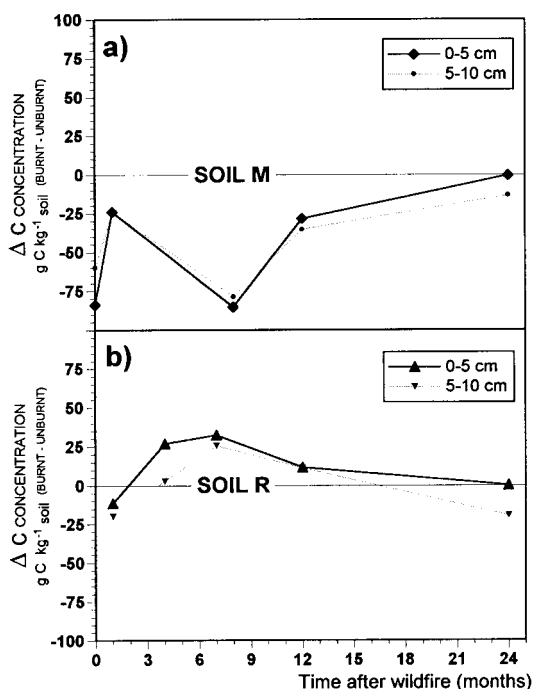 100
75
50
25
0
-25
-50
-75
a)
0-5 cm
5-10 cm
SOIL M
Δ C CONCENTRATION
g C kg⁻¹ soil (BURNT - UNBURNT)
75
50
25
0
-25
-50
-75
-100
b)
0-5 cm
5-10 cm
SOIL R
Δ C CONCENTRATION
g C kg⁻¹ soil (BURNT - UNBURNT)
0 3 6 9 12 15 18 21 24
Time after wildfire (months)